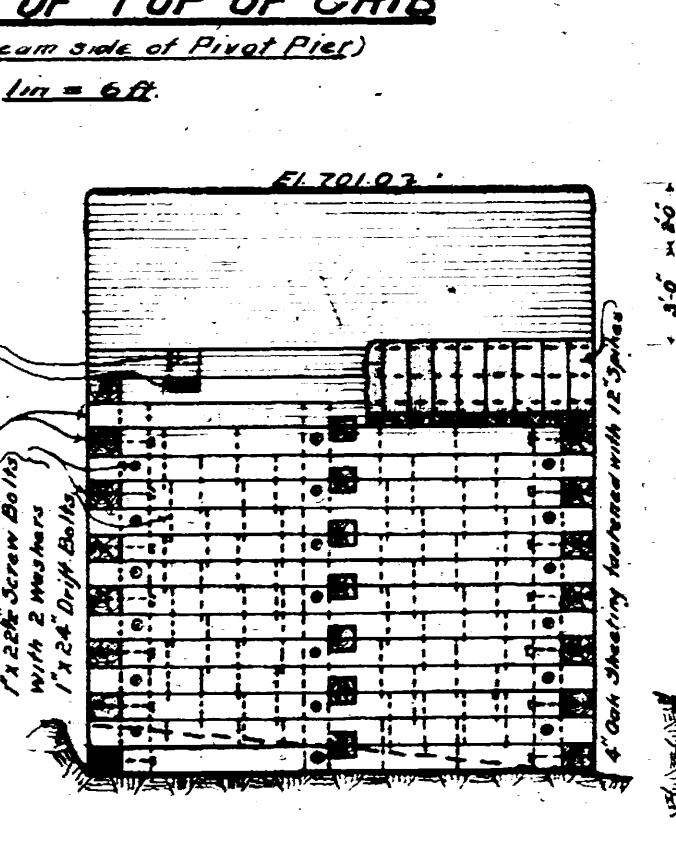 OF TOP OF CRIB
eam side of Pivot Pier)
1in = 6 ft.
El. 701.03
3'-0"
4" Oak Sheeting fastened with 12" Spikes
1" x 22½" Screw Bolts
with 2 Washers
1" x 24" Drift Bolts